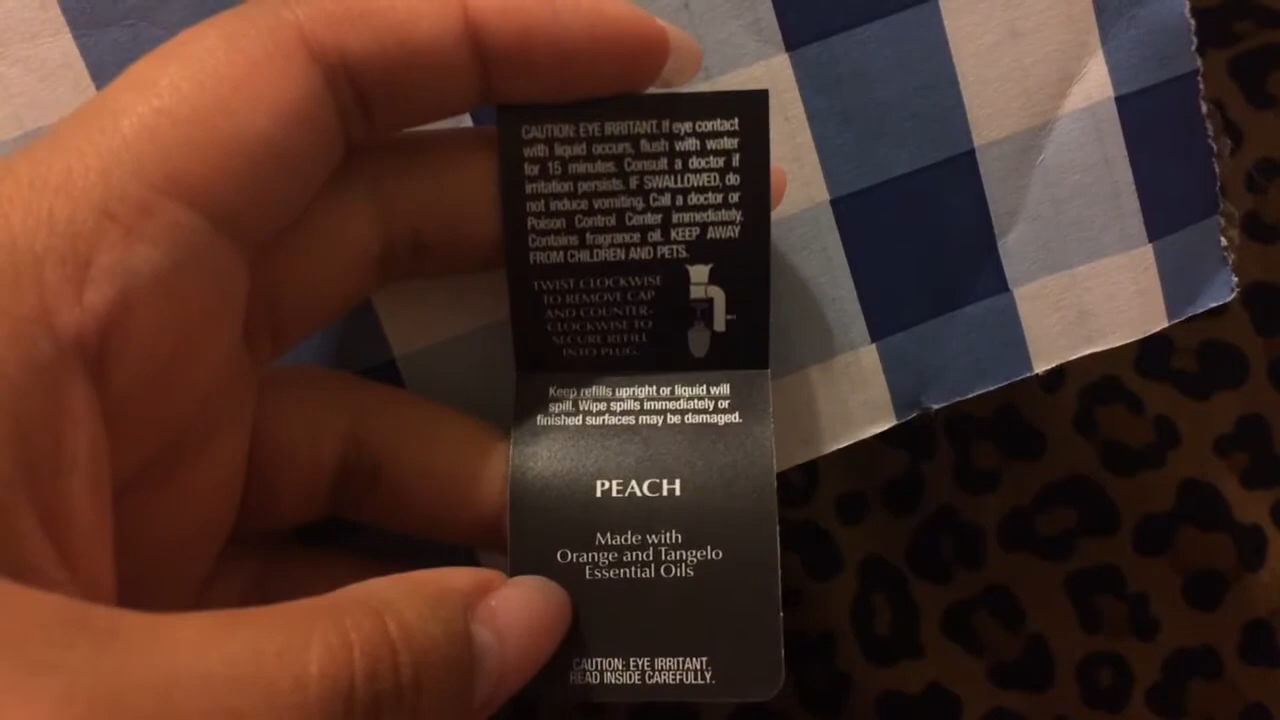 CAUTION: EYE IRRITANT. If eye contact
with liquid occurs, flush with water
for 15 minutes. Consult a doctor if
irritation persists. IF SWALLOWED, do
not induce vomiting. Call a doctor or
Poison Control Center immediately.
Contains fragrance oil. KEEP AWAY
FROM CHILDREN AND PETS.
TWIST CLOCKWISE
TO REMOVE CAP
AND COUNTER-
CLOCKWISE TO
SECURE REFILL
INTO PLUG.
Keep refills upright or liquid will
spill. Wipe spills immediately or
finished surfaces may be damaged.
PEACH
Made with
Orange and Tangelo
Essential Oils
CAUTION: EYE IRRITANT.
READ INSIDE CAREFULLY.